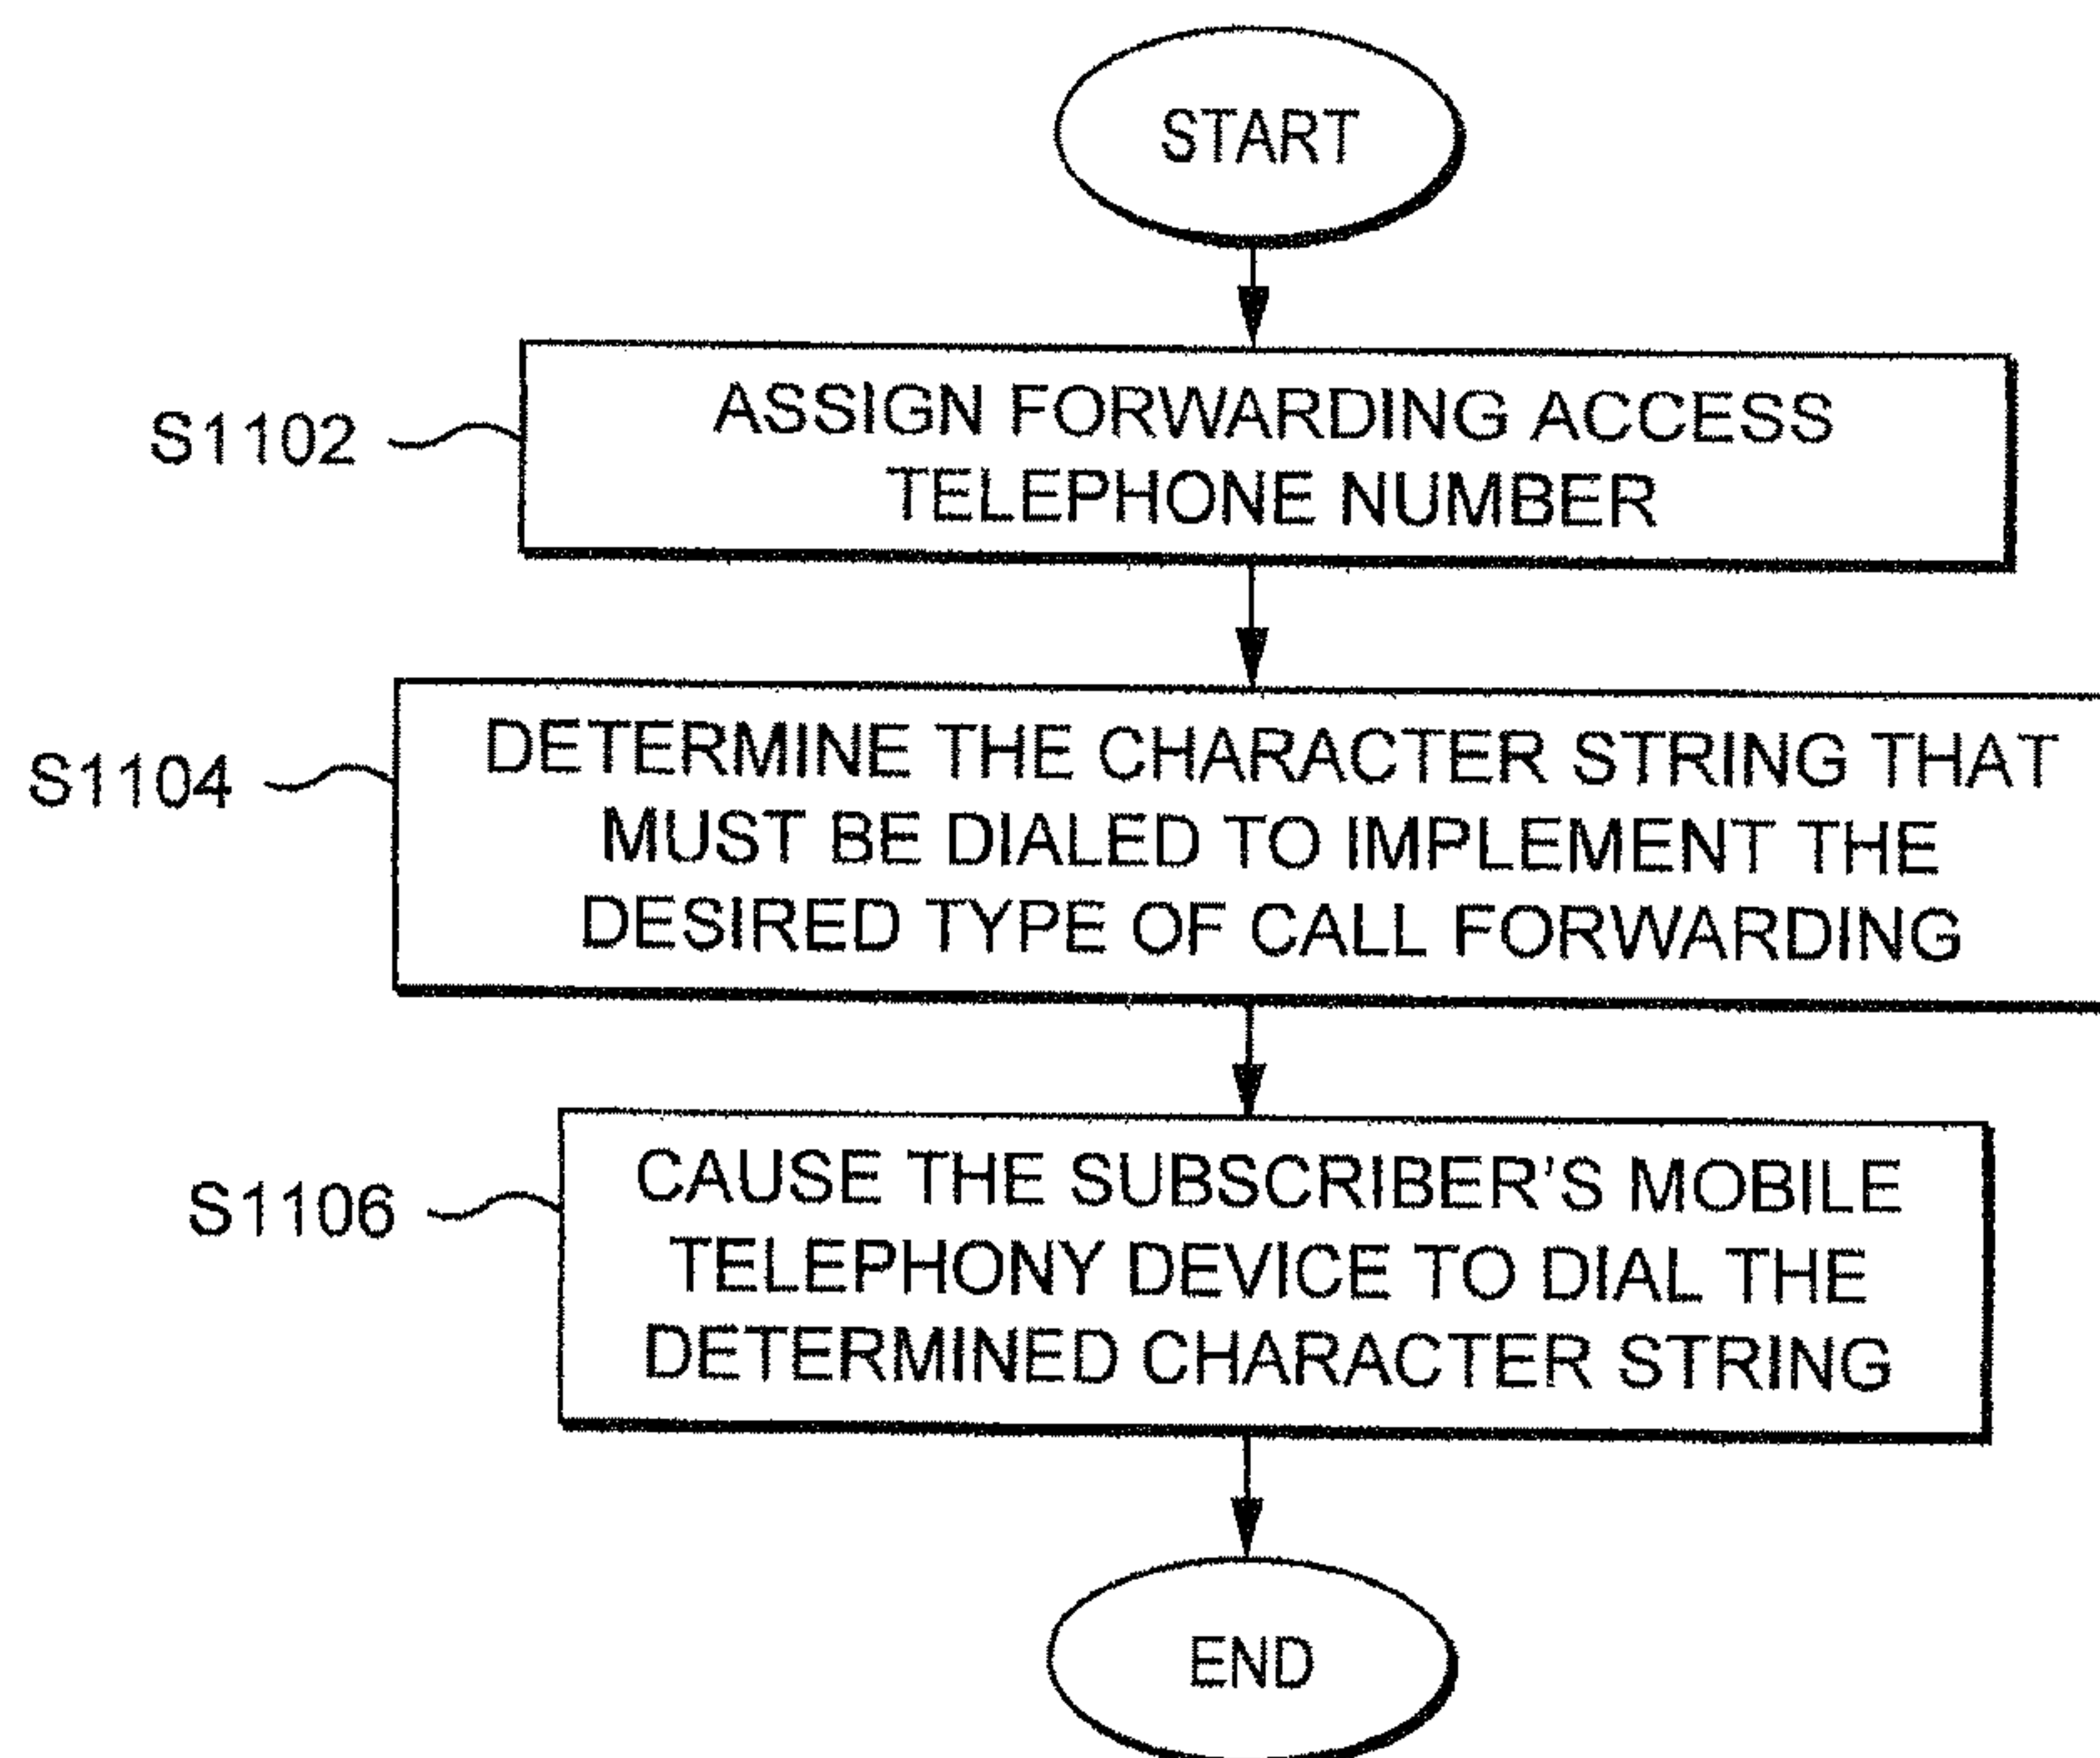 START
S1102
ASSIGN FORWARDING ACCESS
TELEPHONE NUMBER
S1104
DETERMINE THE CHARACTER STRING THAT
MUST BE DIALED TO IMPLEMENT THE
DESIRED TYPE OF CALL FORWARDING
S1106
CAUSE THE SUBSCRIBER'S MOBILE
TELEPHONY DEVICE TO DIAL THE
DETERMINED CHARACTER STRING
END